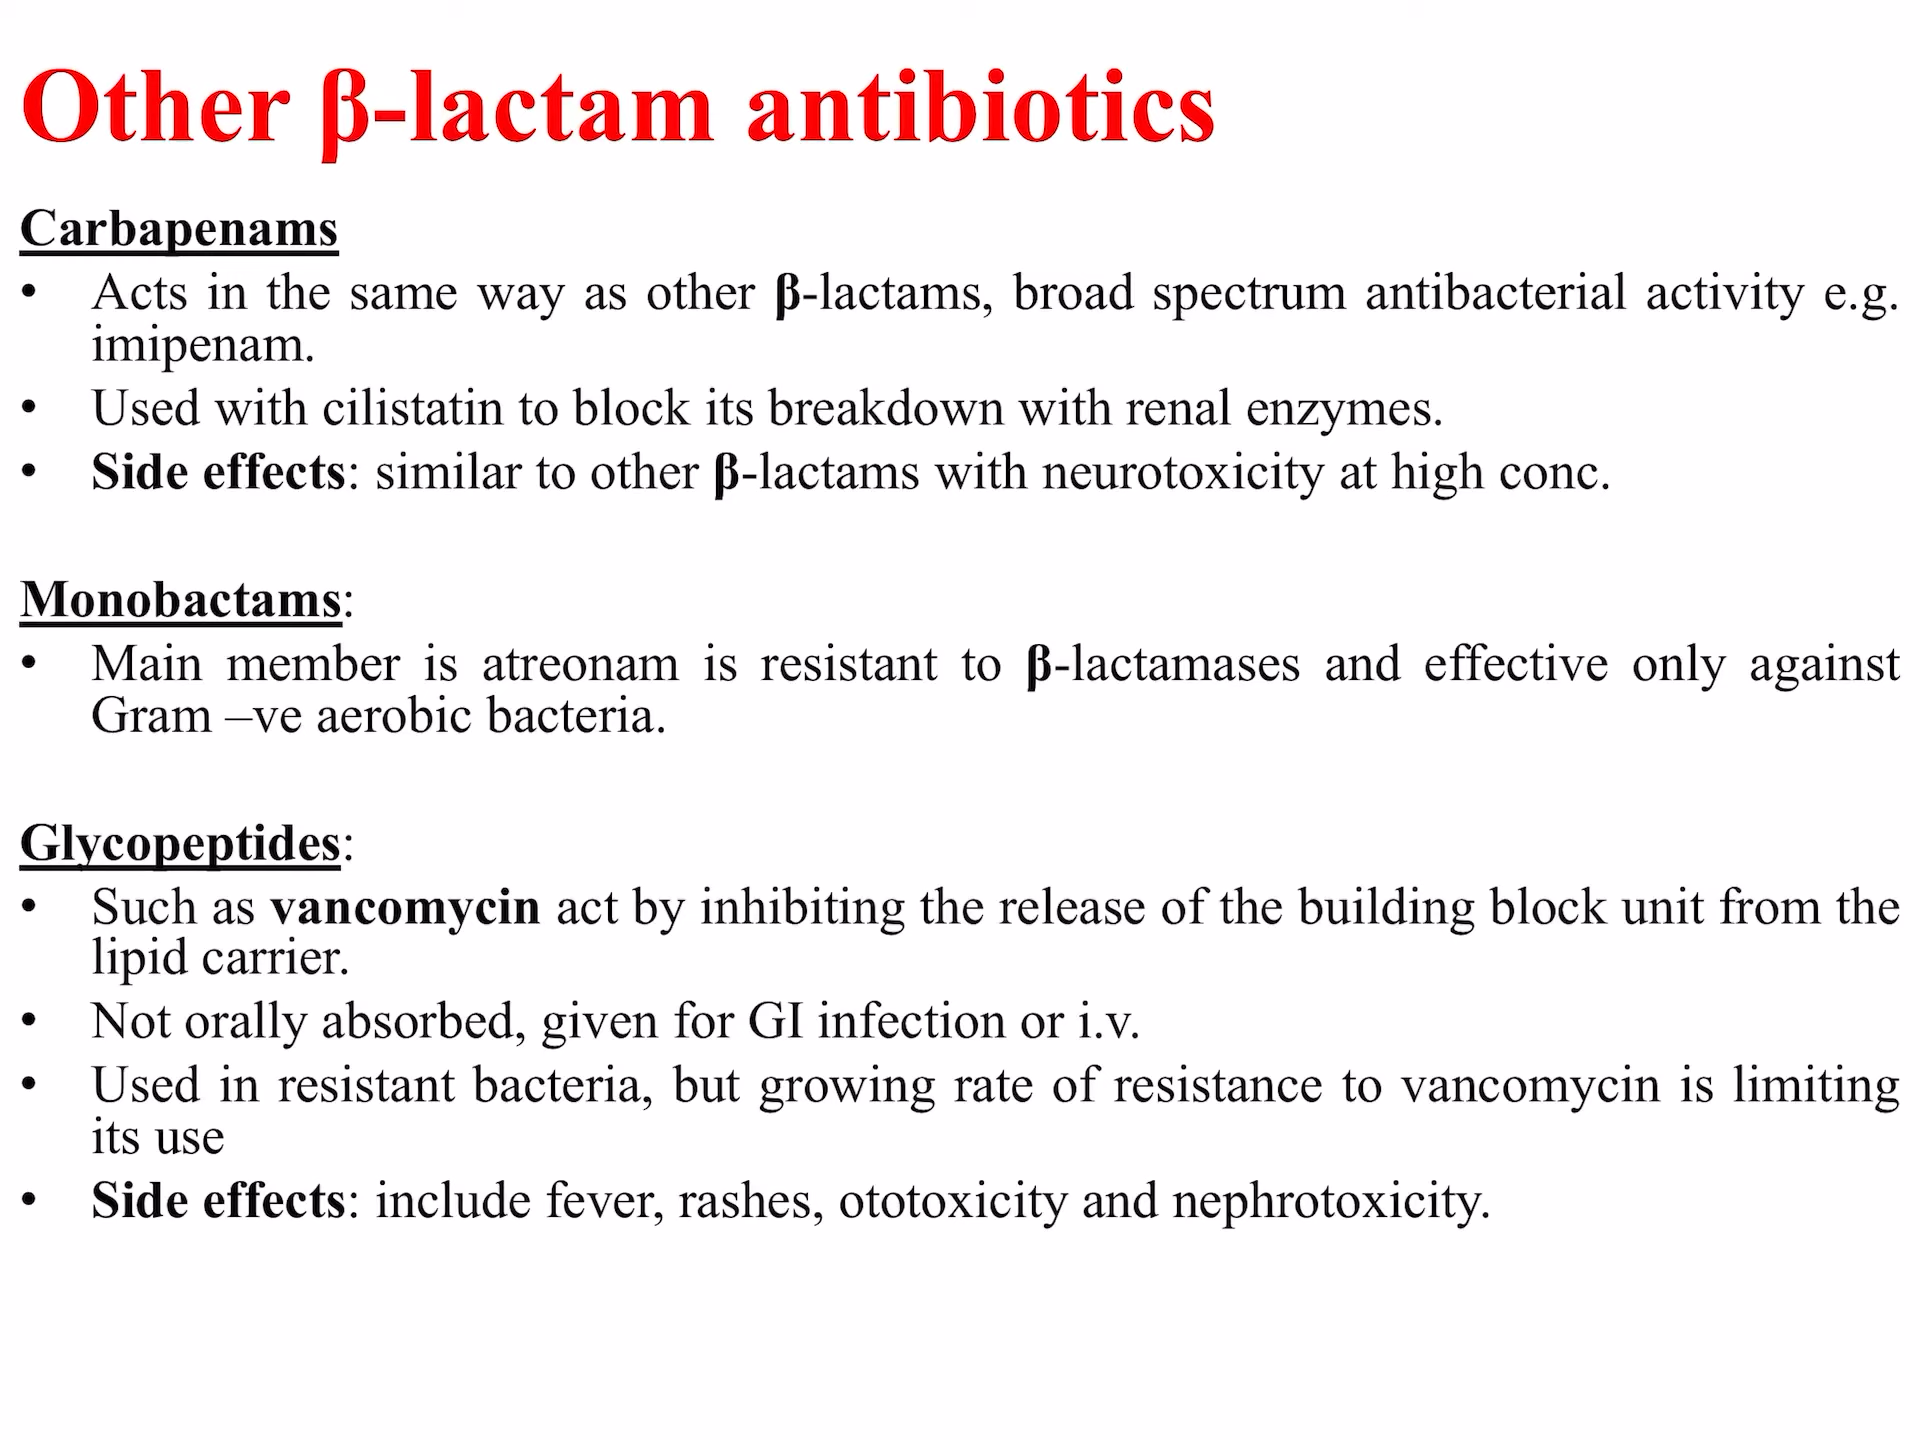 Other β-lactam antibiotics
Carbapenams
• Acts in the same way as other β-lactams, broad spectrum antibacterial activity e.g.
imipenam.
• Used with cilistatin to block its breakdown with renal enzymes.
• Side effects: similar to other β-lactams with neurotoxicity at high conc.
Monobactams:
• Main member is atreonam is resistant to β-lactamases and effective only against
Gram –ve aerobic bacteria.
Glycopeptides:
• Such as vancomycin act by inhibiting the release of the building block unit from the
lipid carrier.
• Not orally absorbed, given for GI infection or i.v.
• Used in resistant bacteria, but growing rate of resistance to vancomycin is limiting
its use
• Side effects: include fever, rashes, ototoxicity and nephrotoxicity.